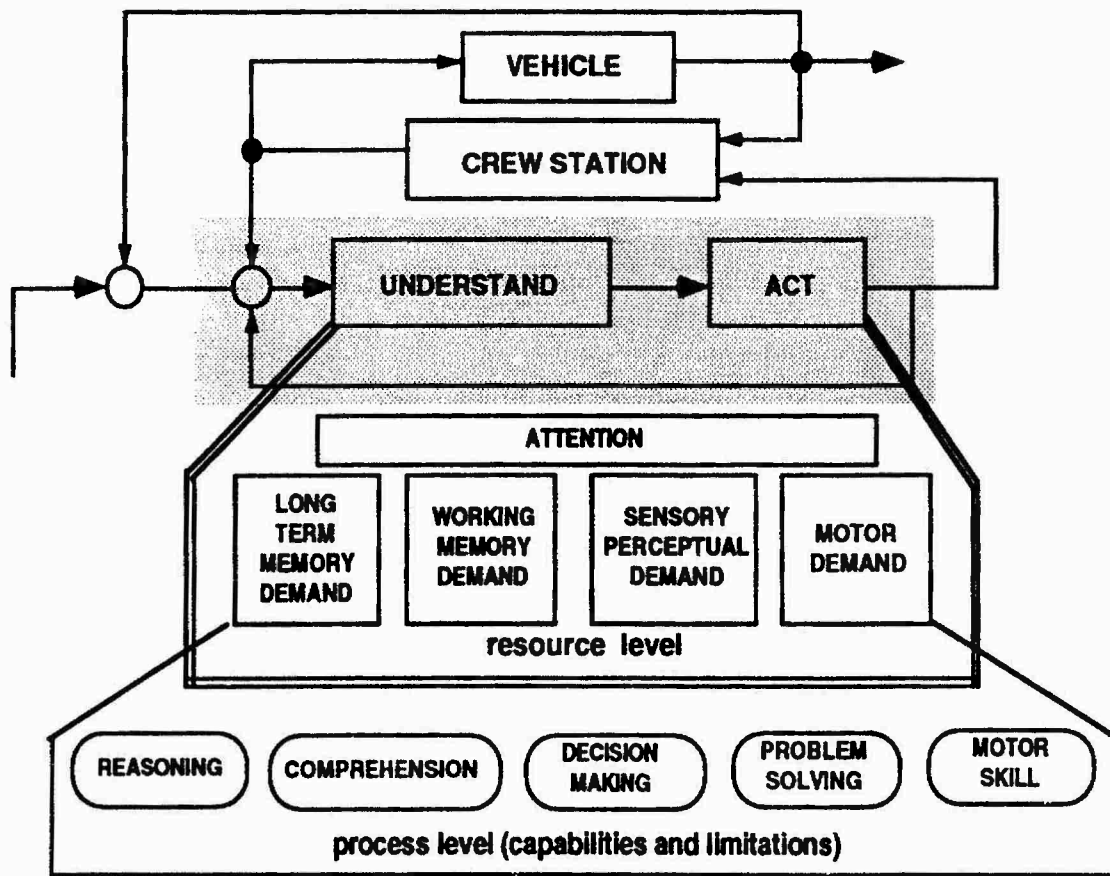 VEHICLE
CREW STATION
UNDERSTAND
ACT
ATTENTION
LONG
TERM
MEMORY
DEMAND
WORKING
MEMORY
DEMAND
SENSORY
PERCEPTUAL
DEMAND
MOTOR
DEMAND
resource level
REASONING
COMPREHENSION
DECISION
MAKING
PROBLEM
SOLVING
MOTOR
SKILL
process level (capabilities and limitations)